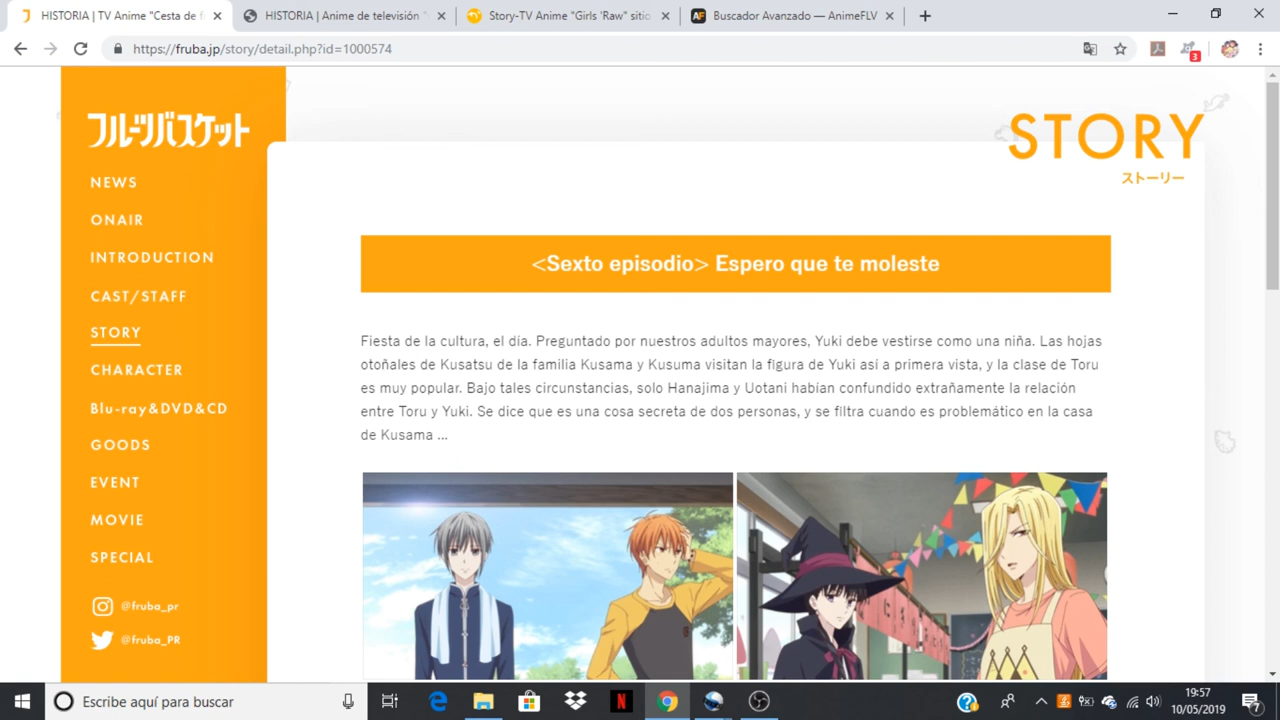 HISTORIA | TV Anime "Cesta de f
HISTORIA | Anime de televisión "
Story-TV Anime "Girls 'Raw" sitio
AF
Buscador Avanzado — AnimeFLV
https://fruba.jp/story/detail.php?id=1000574
3
フルーツバスケット
NEWS
ONAIR
INTRODUCTION
CAST/STAFF
STORY
CHARACTER
Blu-ray&DVD&CD
GOODS
EVENT
MOVIE
SPECIAL
@fruba_pr
@fruba_PR
STORY
ストーリー
<Sexto episodio> Espero que te moleste
Fiesta de la cultura, el día. Preguntado por nuestros adultos mayores, Yuki debe vestirse como una niña. Las hojas
otoñales de Kusatsu de la familia Kusama y Kusuma visitan la figura de Yuki así a primera vista, y la clase de Toru
es muy popular. Bajo tales circunstancias, solo Hanajima y Uotani habían confundido extrañamente la relación
entre Toru y Yuki. Se dice que es una cosa secreta de dos personas, y se filtra cuando es problemático en la casa
de Kusama ...
Escribe aquí para buscar
19:57
10/05/2019
7